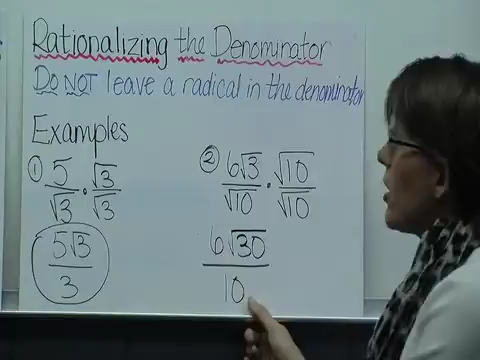 Rationalizing the Denominator
DO NOT leave a radical in the denominator
Examples
① 5/√3 · √3/√3
5√3/3
② 6√3/√10 · √10/√10
6√30/10